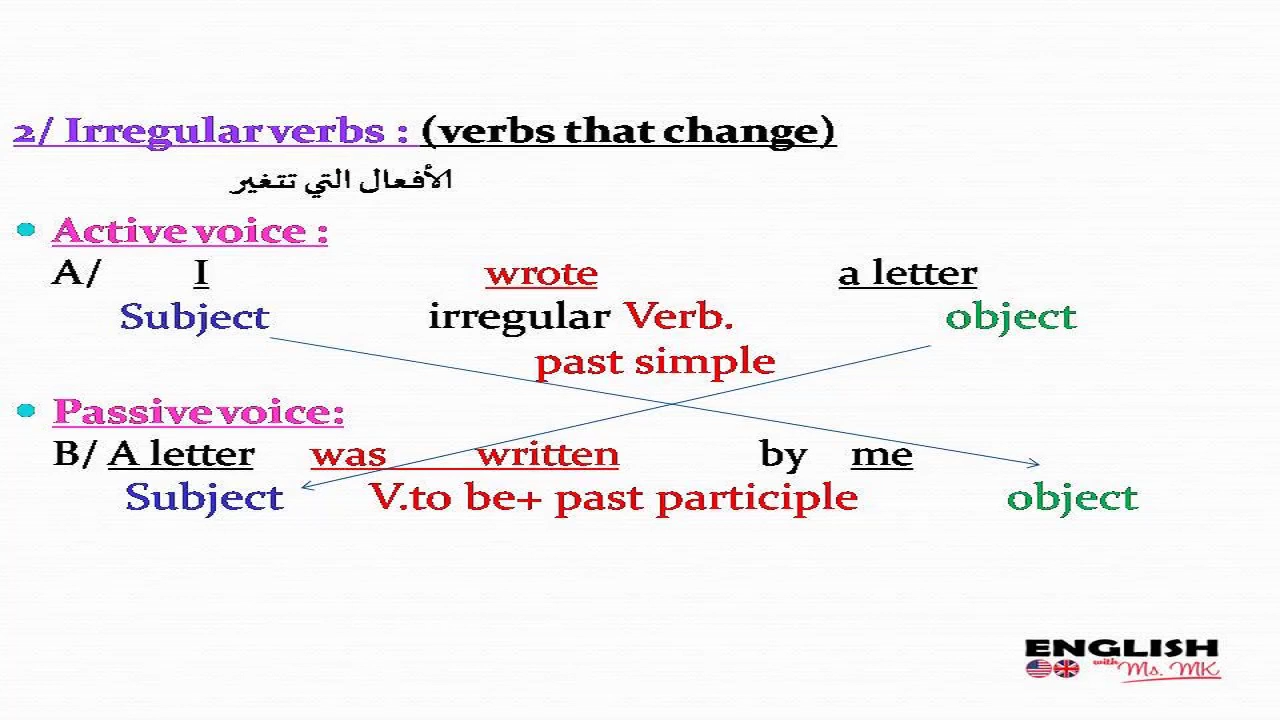 2/ Irregular verbs : (verbs that change)
الأفعال التي تتغير
Active voice :
A/ I wrote a letter
Subject irregular Verb. object
past simple
Passive voice:
B/ A letter was written by me
Subject V.to be+ past participle object
ENGLISH
with Ms. MK